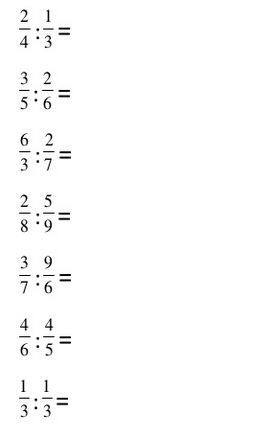 2/4 : 1/3 =
3/5 : 2/6 =
6/3 : 2/7 =
2/8 : 5/9 =
3/7 : 9/6 =
4/6 : 4/5 =
1/3 : 1/3 =